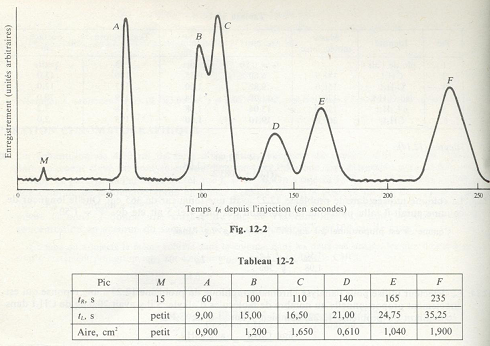 Enregistrement (unités arbitraires)
M
A
B
C
D
E
F
0
50
100
150
200
250
Temps tR depuis l'injection (en secondes)
Fig. 12-2
Tableau 12-2
Pic M A B C D E F
tR, s 15 60 100 110 140 165 235
tL, s petit 9,00 15,00 16,50 21,00 24,75 35,25
Aire, cm² petit 0,900 1,200 1,650 0,610 1,040 1,900